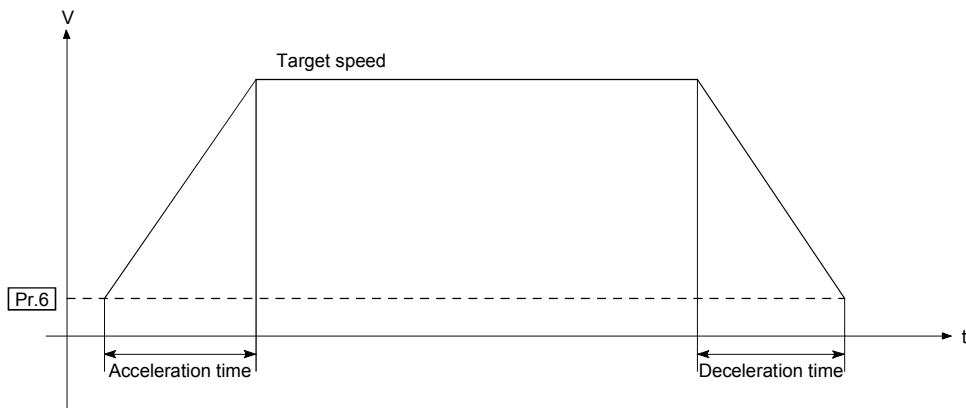 V
Target speed
Pr.6
t
Acceleration time
Deceleration time